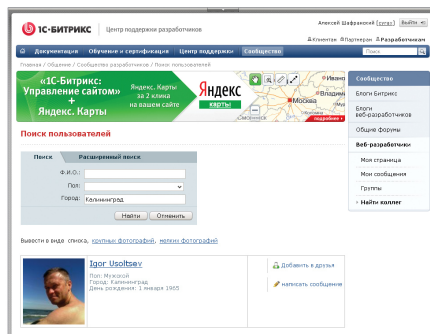 Алексей Шафранский [dynax] Выйти
1С-БИТРИКС Центр поддержки разработчиков
Клиентам Партнерам Разработчикам
Документация Обучение и сертификация Центр поддержки Сообщество Поиск
Главная / Общение / Сообщество разработчиков / Поиск пользователей
«1С-Битрикс:
Управление сайтом»
+
Яндекс. Карты
Яндекс. Карты
за 2 клика
на вашем сайте
Яндекс
карты
Москва
подробнее
Сообщество
Блоги Битрикс
Блоги
веб-разработчиков
Общие форумы
Веб-разработчики
Моя страница
Мои сообщения
Группы
Найти коллег
Поиск пользователей
Поиск Расширенный поиск
Ф.И.О.:
Пол:
Город: Калининград
Найти Отменить
Вывести в виде списка, крупных фотографий, мелких фотографий
Igor Usoltsev
Пол: Мужской
Город: Калининград
День рождения: 1 января 1965
Добавить в друзья
написать сообщение